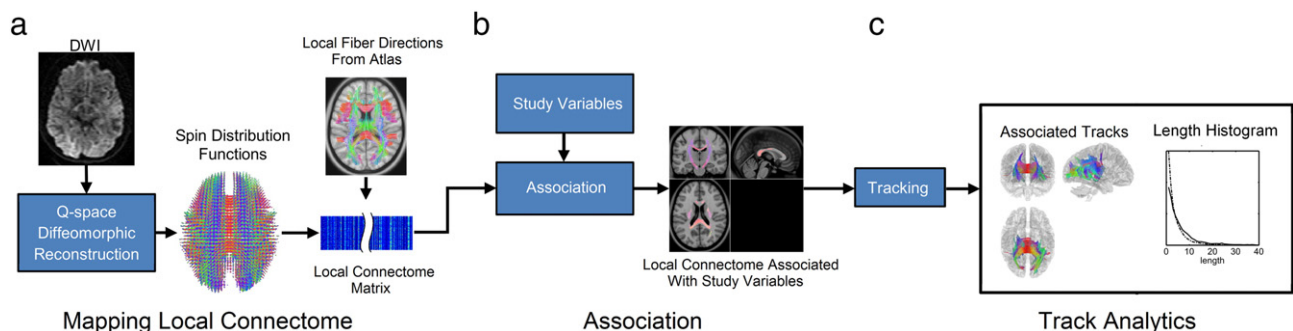 a
DWI
Q-space
Diffeomorphic
Reconstruction
Spin Distribution
Functions
Local Fiber Directions
From Atlas
Local Connectome
Matrix
Mapping Local Connectome
b
Study Variables
Association
Local Connectome Associated
With Study Variables
Association
c
Tracking
Associated Tracks
Length Histogram
0 10 20 30 40
length
Track Analytics